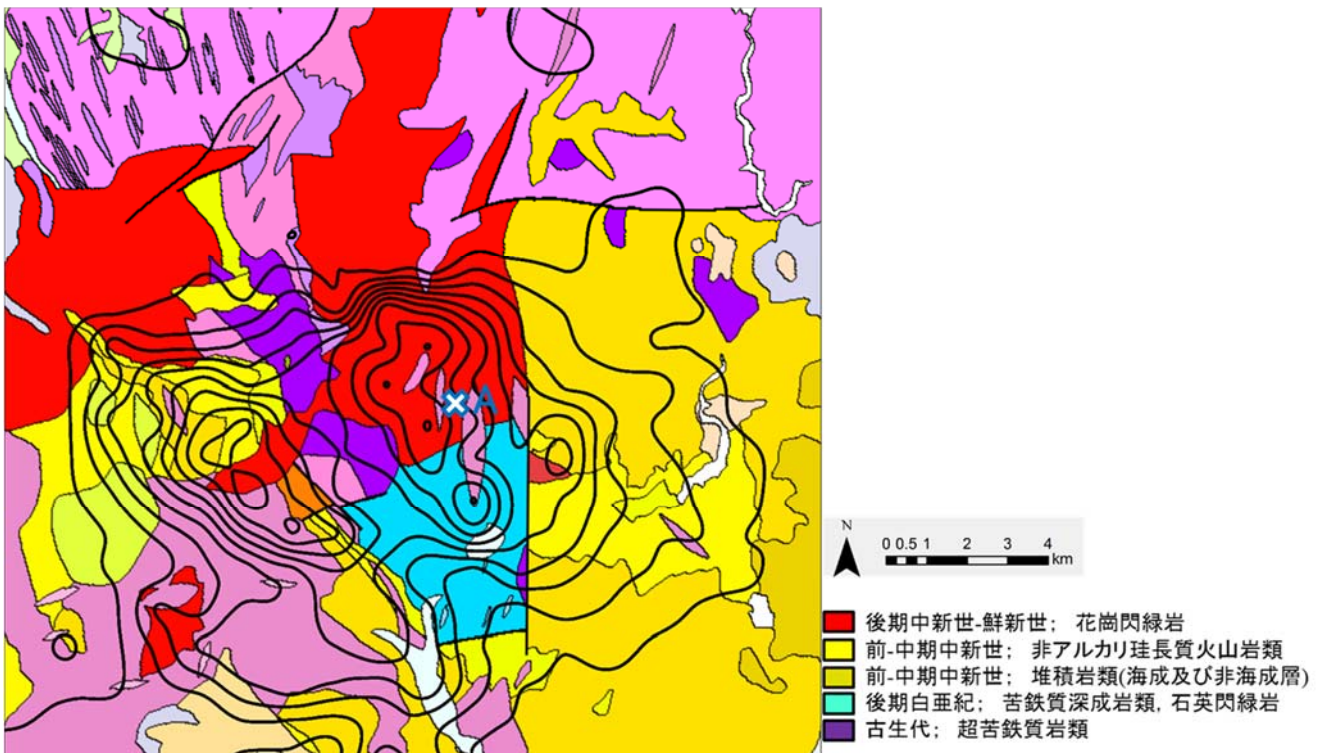 A
N
0 0.5 1 2 3 4
km
後期中新世-鮮新世; 花崗閃緑岩
前-中期中新世; 非アルカリ珪長質火山岩類
前-中期中新世; 堆積岩類(海成及び非海成層)
後期白亜紀; 苦鉄質深成岩類, 石英閃緑岩
古生代; 超苦鉄質岩類